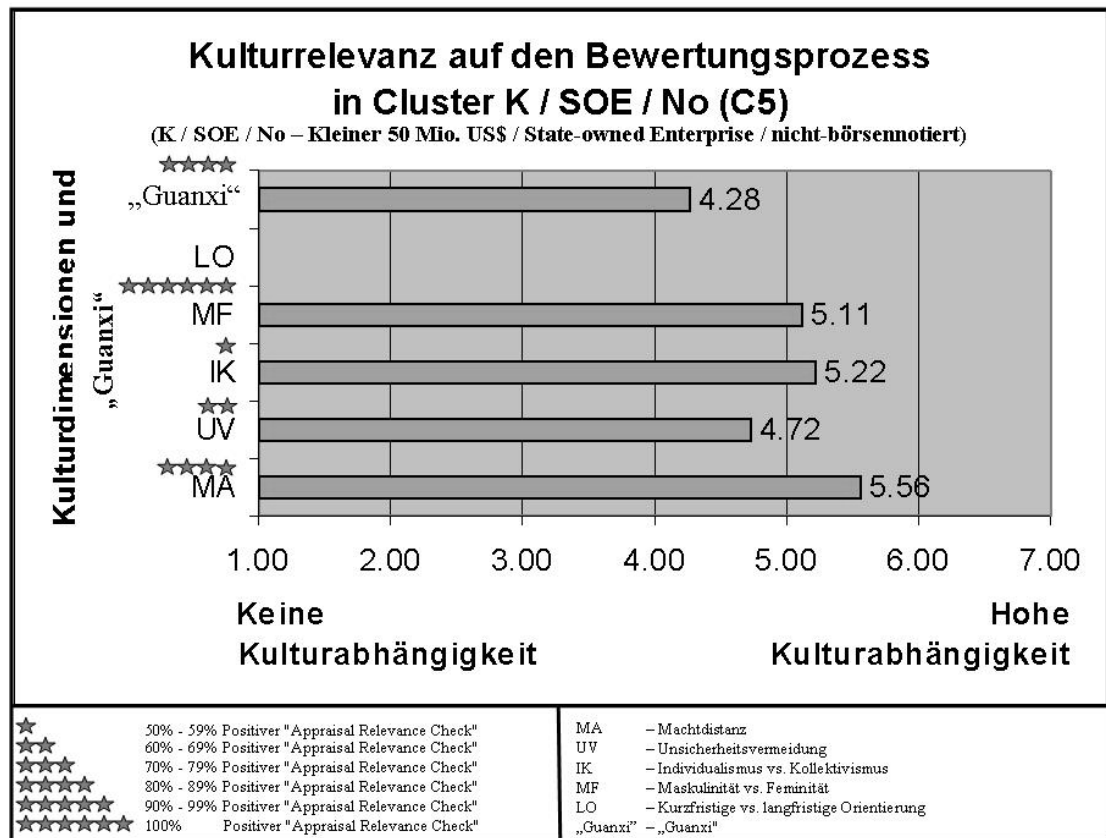 Kulturrelevanz auf den Bewertungsprozess
in Cluster K / SOE / No (C5)
(K / SOE / No – Kleiner 50 Mio. US$ / State-owned Enterprise / nicht-börsennotiert)
Kulturdimensionen und
„Guanxi“
„Guanxi“
4.28
LO
MF
5.11
IK
5.22
UV
4.72
MA
5.56
1.00 2.00 3.00 4.00 5.00 6.00 7.00
Keine
Kulturabhängigkeit
Hohe
Kulturabhängigkeit
50% - 59% Positiver "Appraisal Relevance Check"
60% - 69% Positiver "Appraisal Relevance Check"
70% - 79% Positiver "Appraisal Relevance Check"
80% - 89% Positiver "Appraisal Relevance Check"
90% - 99% Positiver "Appraisal Relevance Check"
100% Positiver "Appraisal Relevance Check"
MA – Machtdistanz
UV – Unsicherheitsvermeidung
IK – Individualismus vs. Kollektivismus
MF – Maskulinität vs. Feminität
LO – Kurzfristige vs. langfristige Orientierung
„Guanxi” – „Guanxi"